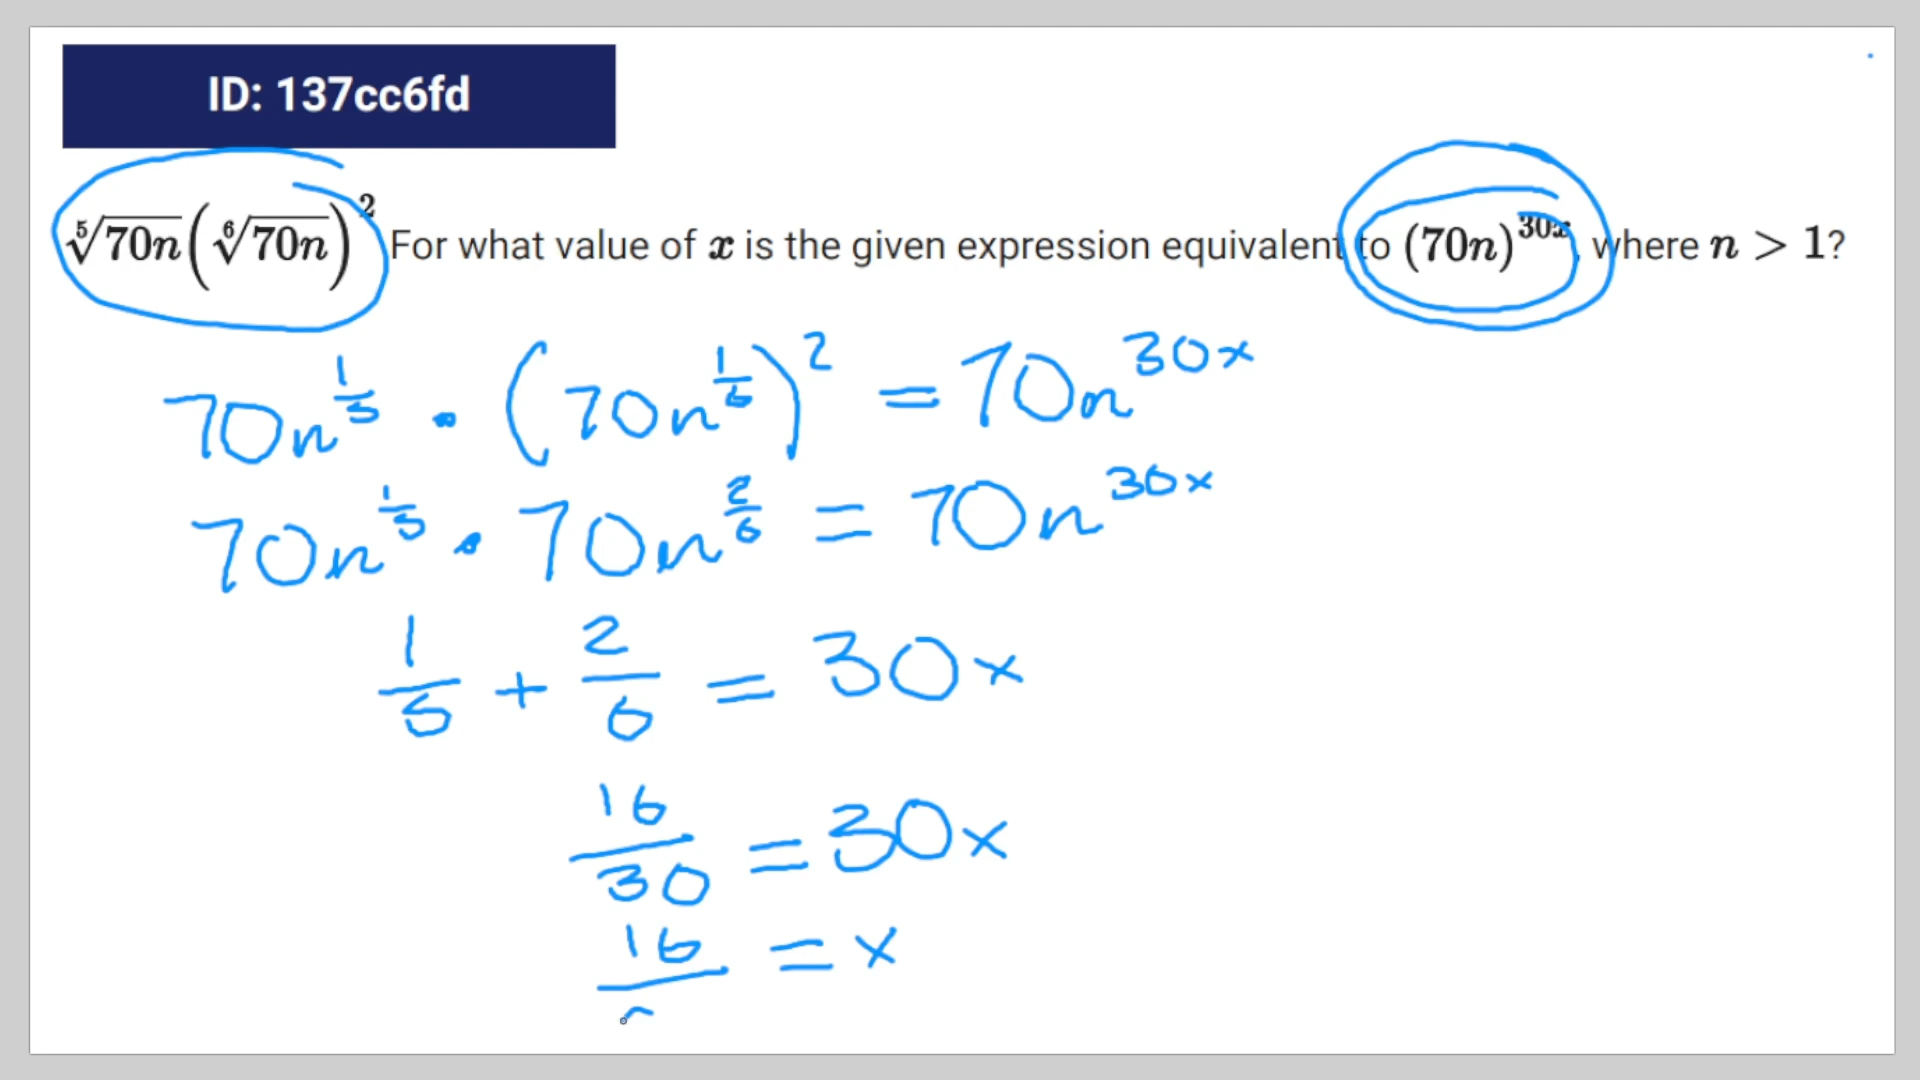 ID: 137cc6fd
⁵√70n(⁶√70n)² For what value of x is the given expression equivalent to (70n)³⁰ˣ, where n > 1?
70n^(1/5) · (70n^(1/6))² = 70n^(30x)
70n^(1/5) · 70n^(2/6) = 70n^(30x)
1/5 + 2/6 = 30x
16/30 = 30x
16/ = x